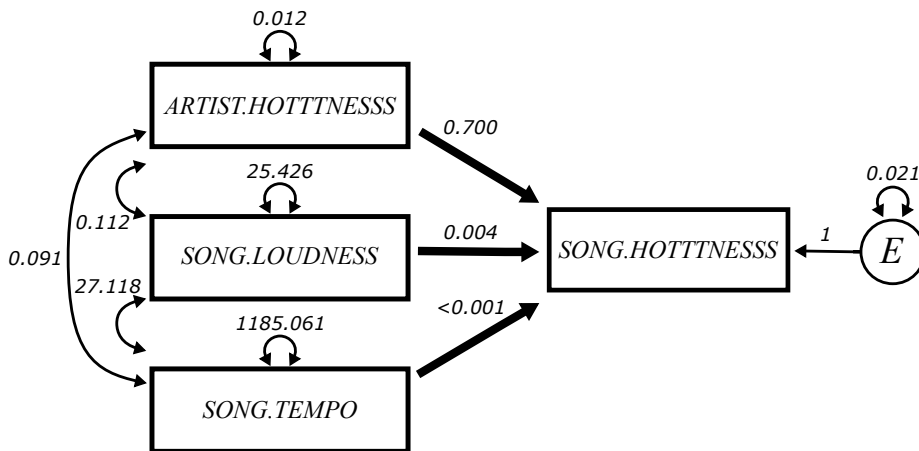 0.012
ARTIST.HOTTTNESSS
0.700
25.426
0.021
0.112
SONG.LOUDNESS
0.004
SONG.HOTTTNESSS
1
E
0.091
27.118
<0.001
1185.061
SONG.TEMPO